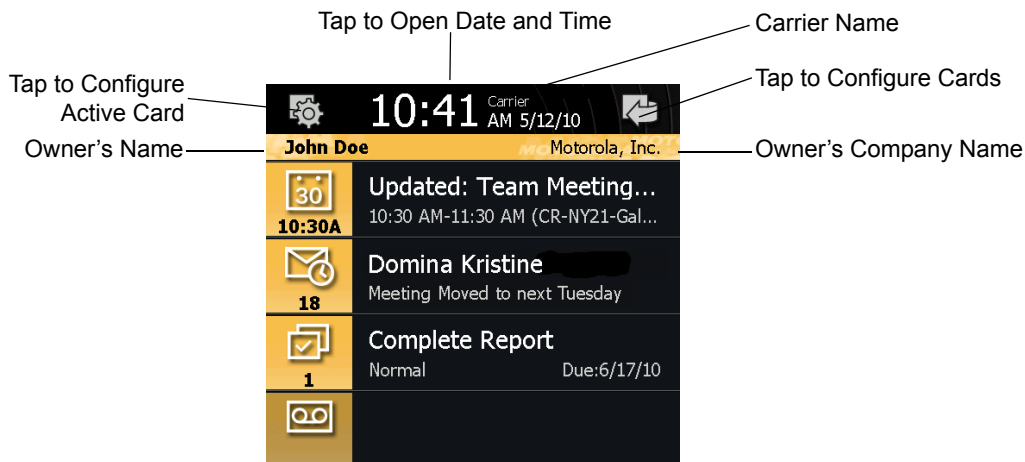 Tap to Open Date and Time
Carrier Name
Tap to Configure
Active Card
Tap to Configure Cards
10:41
Carrier
AM 5/12/10
Owner's Name
John Doe
Motorola, Inc.
Owner's Company Name
30
10:30A
Updated: Team Meeting...
10:30 AM-11:30 AM (CR-NY21-Gal...
18
Domina Kristine
Meeting Moved to next Tuesday
1
Complete Report
Normal Due:6/17/10